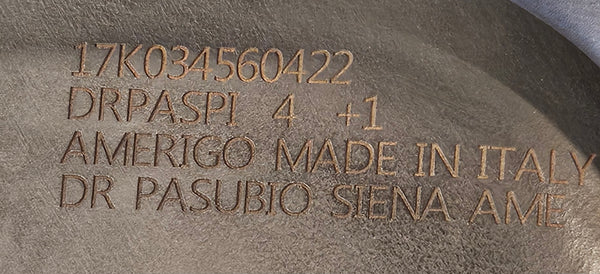 17K034560422
DRPASPI 4 +1
AMERIGO MADE IN ITALY
DR PASUBIO SIENA AME